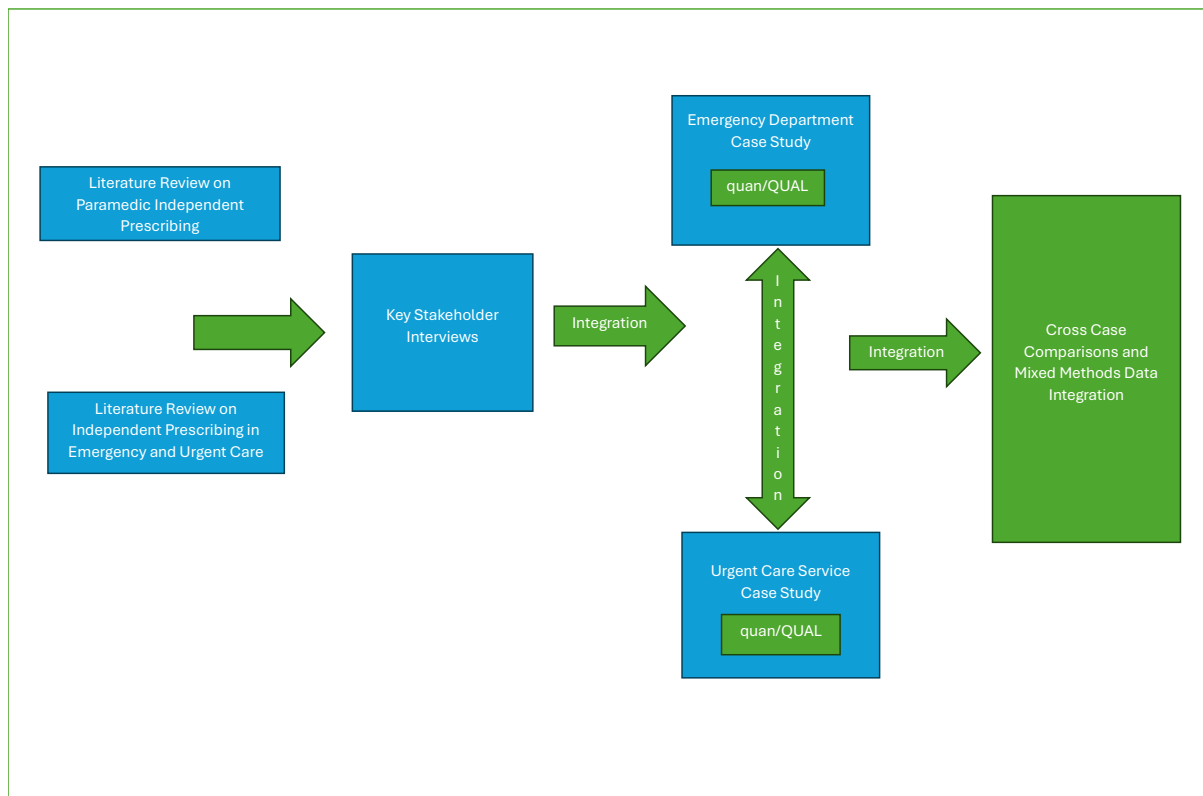 Literature Review on
Paramedic Independent
Prescribing
Literature Review on
Independent Prescribing in
Emergency and Urgent Care
Key Stakeholder
Interviews
Integration
Emergency Department
Case Study
quan/QUAL
Integration
Urgent Care Service
Case Study
quan/QUAL
Integration
Cross Case
Comparisons and
Mixed Methods Data
Integration